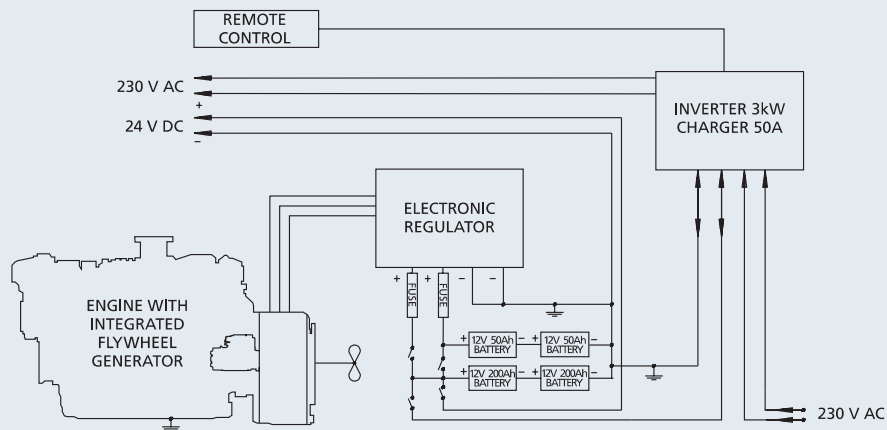 REMOTE
CONTROL
230 V AC
+
24 V DC
–
INVERTER 3kW
CHARGER 50A
ELECTRONIC
REGULATOR
+ + – –
FUSE
FUSE
ENGINE WITH
INTEGRATED
FLYWHEEL
GENERATOR
+ 12V 50Ah – + 12V 50Ah –
BATTERY BATTERY
+ 12V 200Ah – + 12V 200Ah –
BATTERY BATTERY
230 V AC